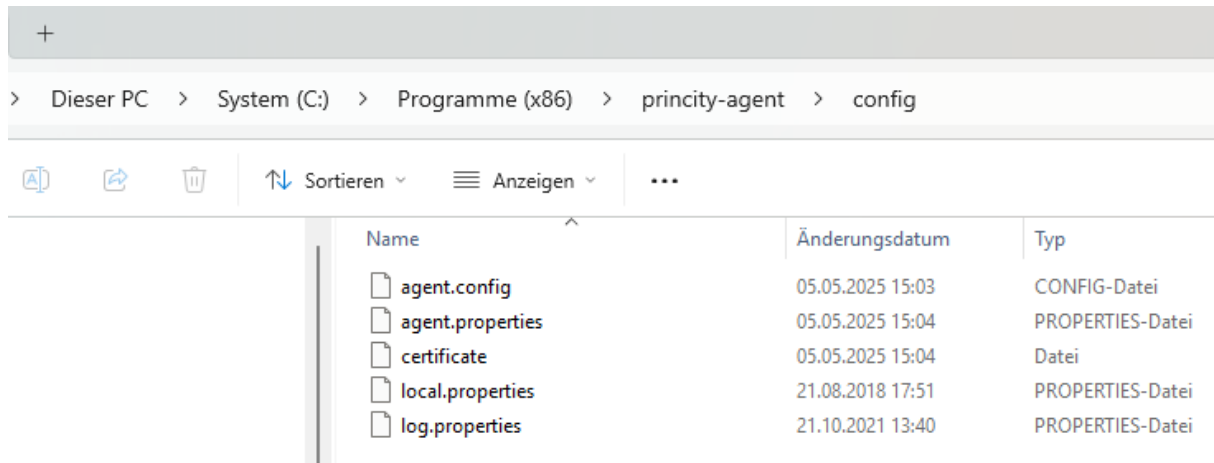 +
> Dieser PC > System (C:) > Programme (x86) > princity-agent > config
Sortieren Anzeigen ...
Name Änderungsdatum Typ
agent.config 05.05.2025 15:03 CONFIG-Datei
agent.properties 05.05.2025 15:04 PROPERTIES-Datei
certificate 05.05.2025 15:04 Datei
local.properties 21.08.2018 17:51 PROPERTIES-Datei
log.properties 21.10.2021 13:40 PROPERTIES-Datei